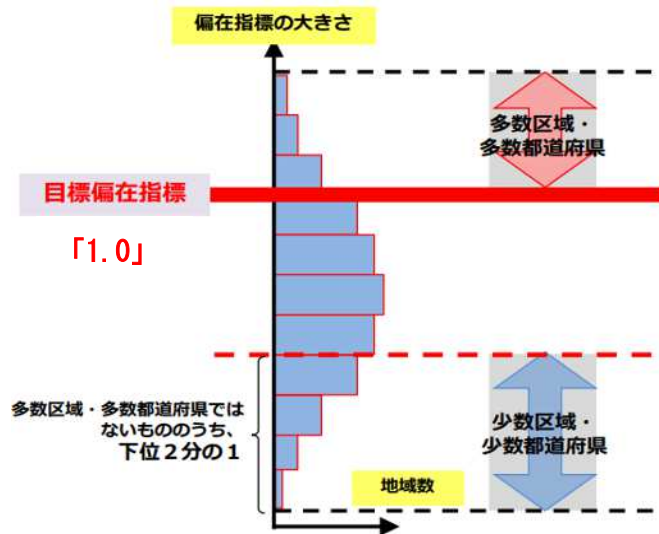 偏在指標の大きさ
多数区域・
多数都道府県
目標偏在指標
「1.0」
多数区域・多数都道府県では
ないもののうち、
下位２分の１
少数区域・
少数都道府県
地域数